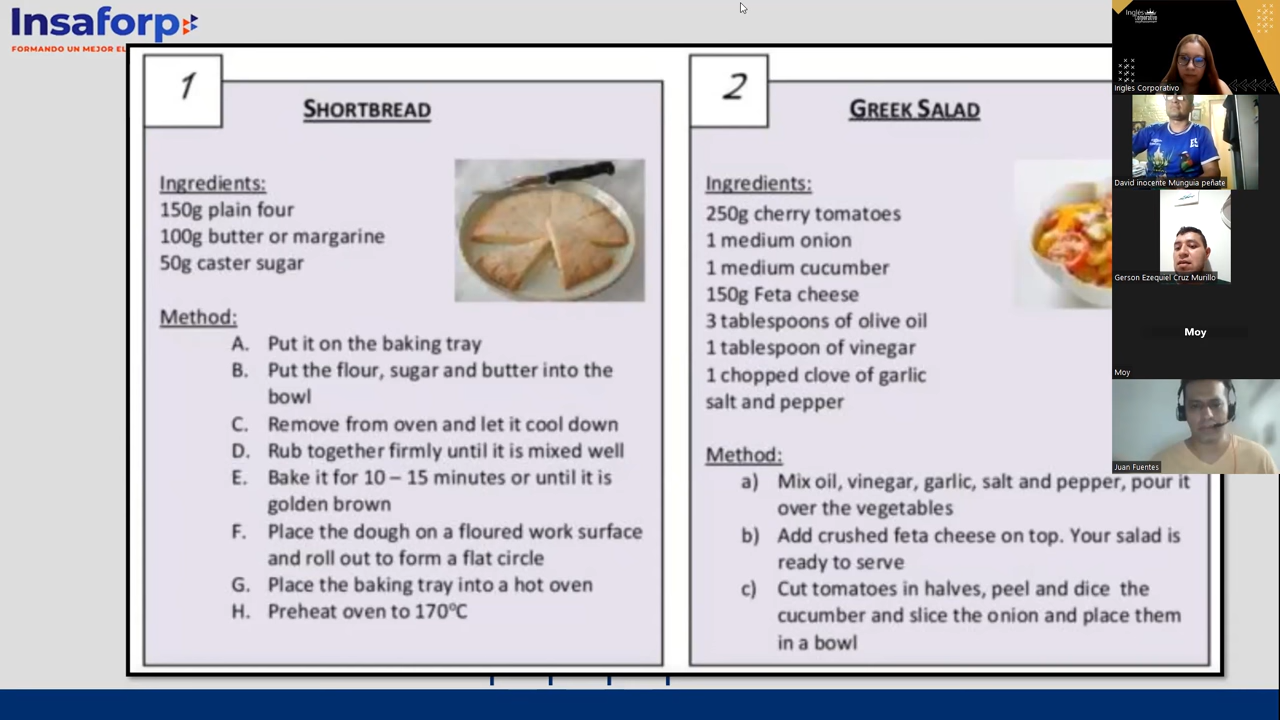 Insaforp
FORMANDO UN MEJOR EL
1
SHORTBREAD
Ingredients:
150g plain four
100g butter or margarine
50g caster sugar
Method:
A. Put it on the baking tray
B. Put the flour, sugar and butter into the
bowl
C. Remove from oven and let it cool down
D. Rub together firmly until it is mixed well
E. Bake it for 10 – 15 minutes or until it is
golden brown
F. Place the dough on a floured work surface
and roll out to form a flat circle
G. Place the baking tray into a hot oven
H. Preheat oven to 170°C
2
GREEK SALAD
Ingredients:
250g cherry tomatoes
1 medium onion
1 medium cucumber
150g Feta cheese
3 tablespoons of olive oil
1 tablespoon of vinegar
1 chopped clove of garlic
salt and pepper
Method:
a) Mix oil, vinegar, garlic, salt and pepper, pour it
over the vegetables
b) Add crushed feta cheese on top. Your salad is
ready to serve
c) Cut tomatoes in halves, peel and dice the
cucumber and slice the onion and place them
in a bowl
Inglés
Corporativo
Ingles Corporativo
David inocente Munguia peñate
Gerson Ezequiel Cruz Murillo
Moy
Moy
Juan Fuentes